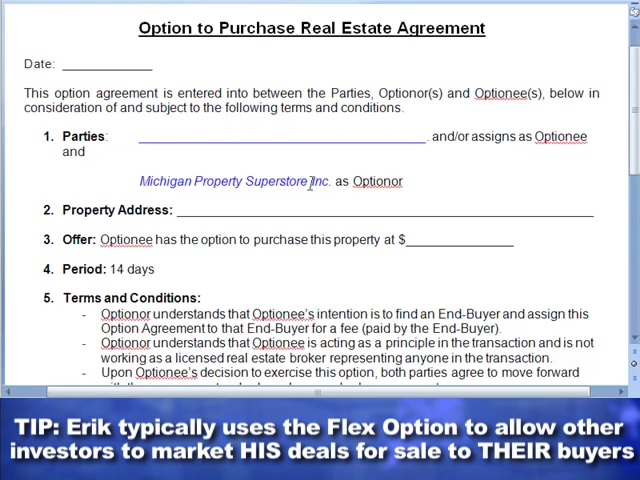 Option to Purchase Real Estate Agreement
Date: ____________
This option agreement is entered into between the Parties, Optionor(s) and Optionee(s), below in
consideration of and subject to the following terms and conditions.
1. Parties: ______________________________________. and/or assigns as Optionee
and
Michigan Property Superstore Inc. as Optionor
2. Property Address: ________________________________________________________
3. Offer: Optionee has the option to purchase this property at $______________
4. Period: 14 days
5. Terms and Conditions:
- Optionor understands that Optionee's intention is to find an End-Buyer and assign this
Option Agreement to that End-Buyer for a fee (paid by the End-Buyer).
- Optionor understands that Optionee is acting as a principle in the transaction and is not
working as a licensed real estate broker representing anyone in the transaction.
- Upon Optionee's decision to exercise this option, both parties agree to move forward
TIP: Erik typically uses the Flex Option to allow other
investors to market HIS deals for sale to THEIR buyers